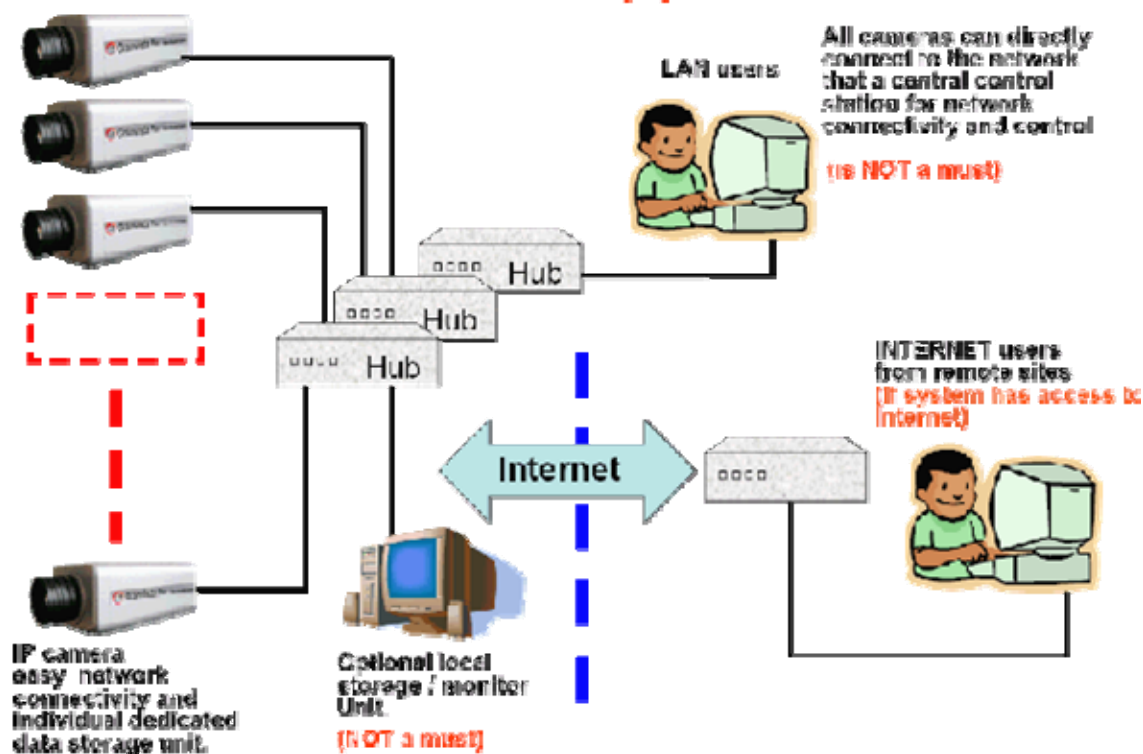 LAN users
All cameras can directly
connect to the network
that a central control
station for network
connectivity and control
(is NOT a must)
Hub
Hub
Hub
INTERNET users
from remote sites
(If system has access to
Internet)
Internet
IP camera
easy network
connectivity and
individual dedicated
data storage unit.
Optional local
storage / moniter
Unit
(NOT a must)